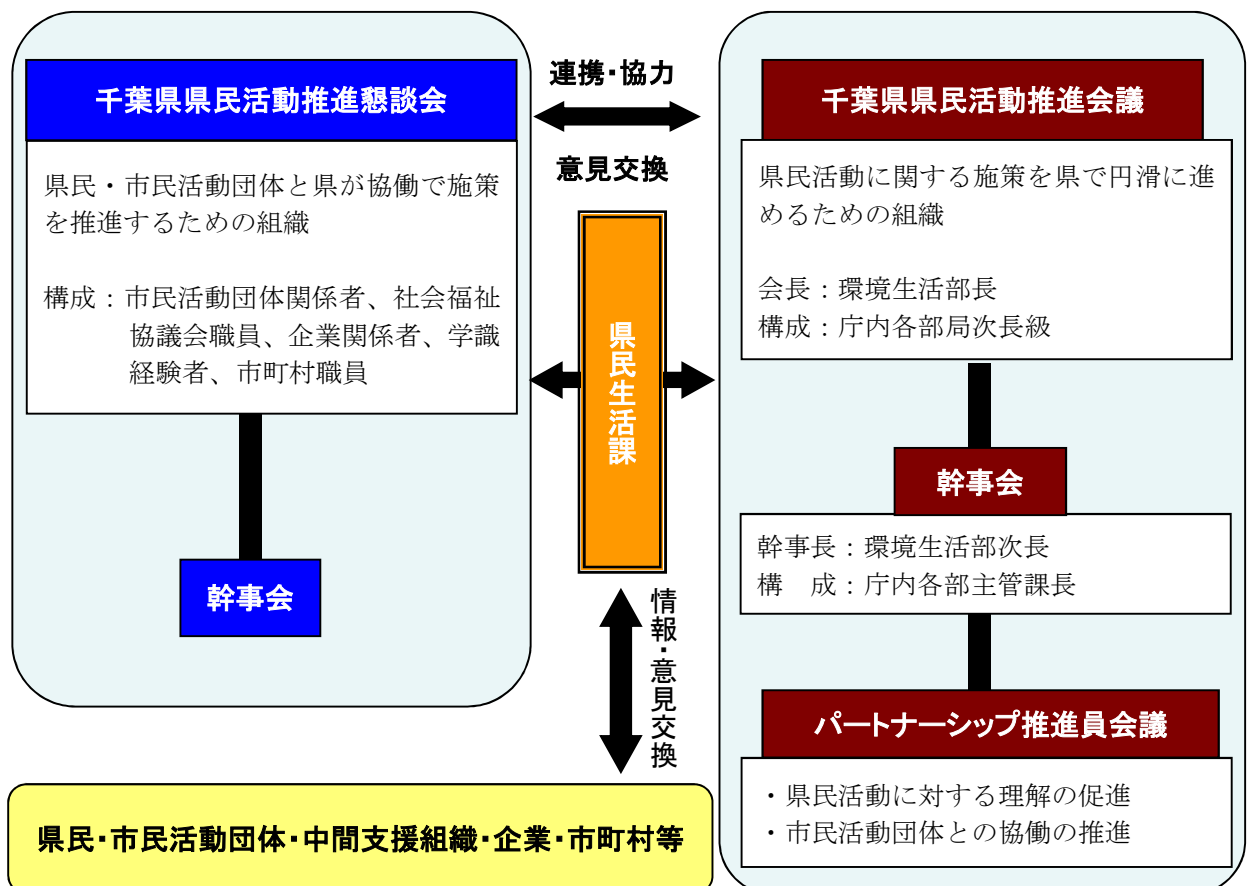 千葉県県民活動推進懇談会
県民・市民活動団体と県が協働で施策
を推進するための組織
構成：市民活動団体関係者、社会福祉
協議会職員、企業関係者、学識
経験者、市町村職員
幹事会
連携・協力
意見交換
県民生活課
情報・意見交換
千葉県県民活動推進会議
県民活動に関する施策を県で円滑に進
めるための組織
会長：環境生活部長
構成：庁内各部局次長級
幹事会
幹事長：環境生活部次長
構　成：庁内各部主管課長
パートナーシップ推進員会議
・県民活動に対する理解の促進
・市民活動団体との協働の推進
県民・市民活動団体・中間支援組織・企業・市町村等